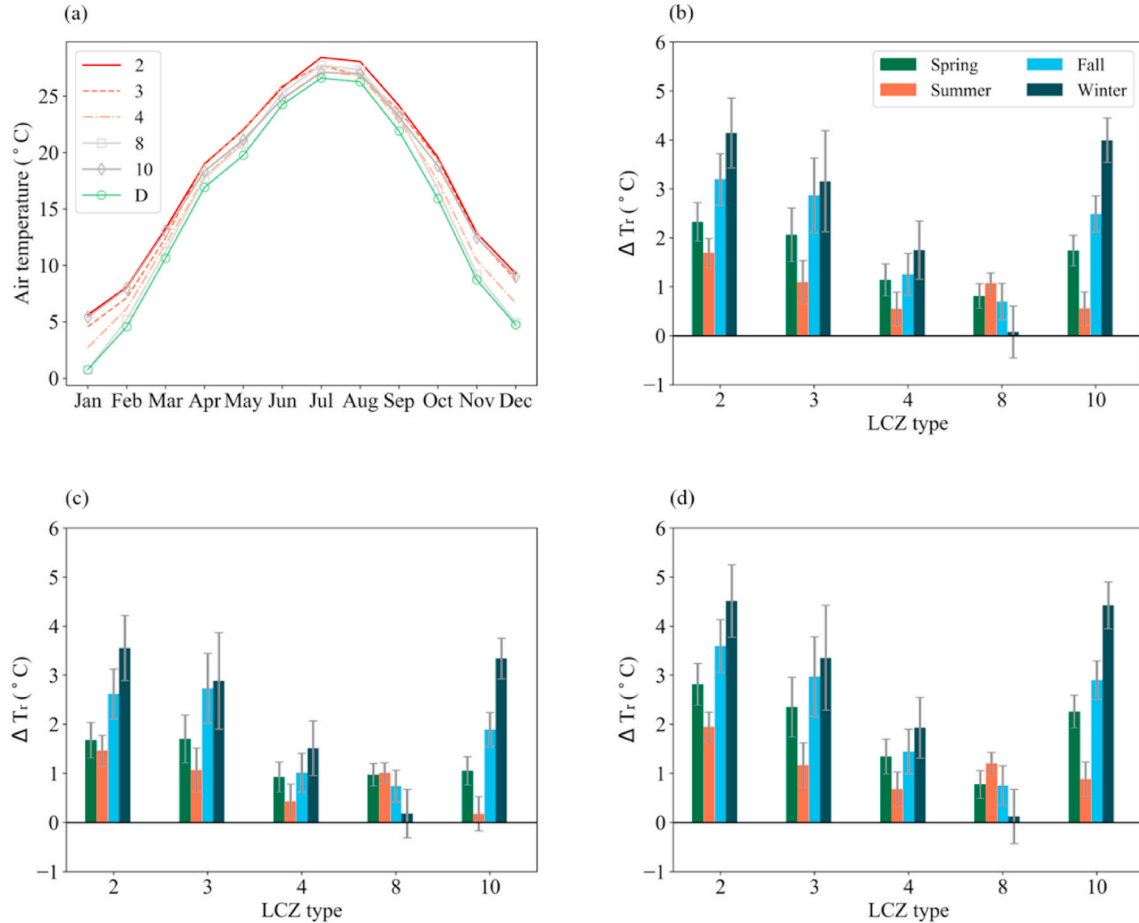 (a)
Air temperature (°C)
25
20
15
10
5
0
2
3
4
8
10
D
Jan Feb Mar Apr May Jun Jul Aug Sep Oct Nov Dec
(b)
Δ Tr (°C)
6
5
4
3
2
1
0
−1
Spring Fall
Summer Winter
2 3 4 8 10
LCZ type
(c)
Δ Tr (°C)
6
5
4
3
2
1
0
−1
2 3 4 8 10
LCZ type
(d)
Δ Tr (°C)
6
5
4
3
2
1
0
−1
2 3 4 8 10
LCZ type